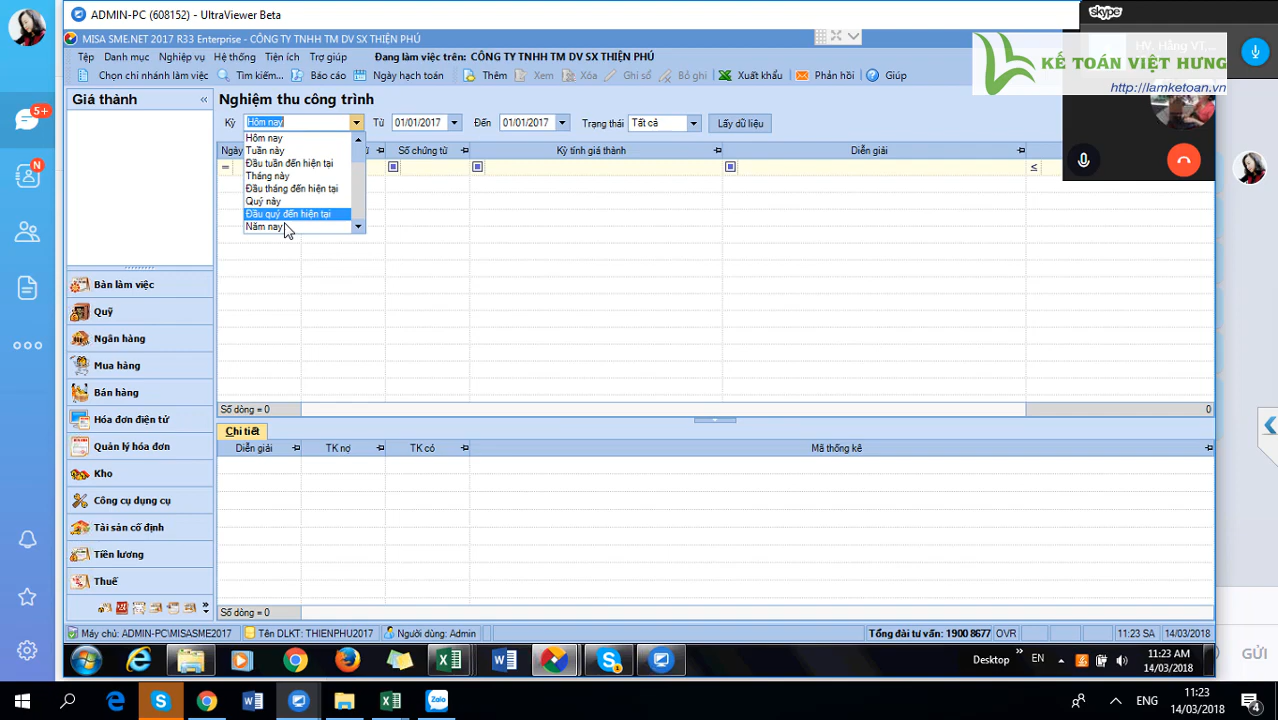 ADMIN-PC (608152) - UltraViewer Beta
skype
MISA SME.NET 2017 R33 Enterprise - CÔNG TY TNHH TM DV SX THIỆN PHÚ
HV. Hằng VT...
Tệp Danh mục Nghiệp vụ Hệ thống Tiện ích Trợ giúp Đang làm việc trên: CÔNG TY TNHH TM DV SX THIỆN PHÚ
KẾ TOÁN VIỆT HƯNG
http://lamketoan.vn
Chọn chi nhánh làm việc Tìm kiếm... Báo cáo Ngày hạch toán Thêm Xem Xóa Ghi sổ Bỏ ghi Xuất khẩu Phản hồi Giúp
Giá thành «
Nghiệm thu công trình
Kỳ Hôm nay Từ 01/01/2017 Đến 01/01/2017 Trạng thái Tất cả Lấy dữ liệu
Hôm nay
Tuần này
Đầu tuần đến hiện tại
Tháng này
Đầu tháng đến hiện tại
Quý này
Đầu quý đến hiện tại
Năm nay
Ngày Số chứng từ Kỳ tính giá thành Diễn giải
= ≤
5+
N
Bàn làm việc
Quỹ
Ngân hàng
Mua hàng
Bán hàng
Hóa đơn điện tử
Quản lý hóa đơn
Kho
Công cụ dụng cụ
Tài sản cố định
Tiền lương
Thuế
Số dòng = 0 0
Chi tiết
Diễn giải TK nợ TK có Mã thống kê
Số dòng = 0
Máy chủ: ADMIN-PC\MISASME2017 Tên DLKT: THIENPHU2017 Người dùng: Admin Tổng đài tư vấn: 1900 8677 OVR 11:23 SA 14/03/2018
Desktop » EN 11:23 AM
14/03/2018
GỬI
ENG 11:23
14/03/2018
4